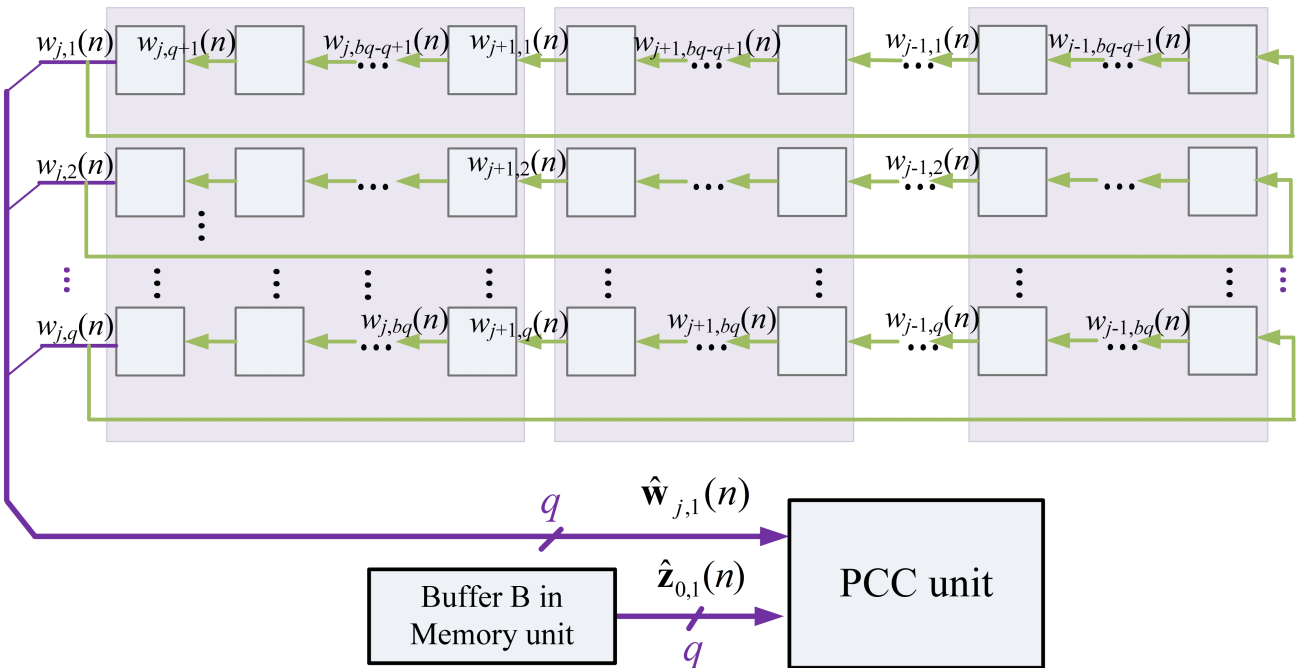 w_{j,1}(n) w_{j,q+1}(n) w_{j,bq-q+1}(n) w_{j+1,1}(n) w_{j+1,bq-q+1}(n) w_{j-1,1}(n) w_{j-1,bq-q+1}(n)
... ... ... ...
w_{j,2}(n) w_{j+1,2}(n) w_{j-1,2}(n)
... ... ... ...
w_{j,q}(n) w_{j,bq}(n) w_{j+1,q}(n) w_{j+1,bq}(n) w_{j-1,q}(n) w_{j-1,bq}(n)
... ... ... ...
q ŵ_{j,1}(n)
ẑ_{0,1}(n)
q
Buffer B in
Memory unit
PCC unit